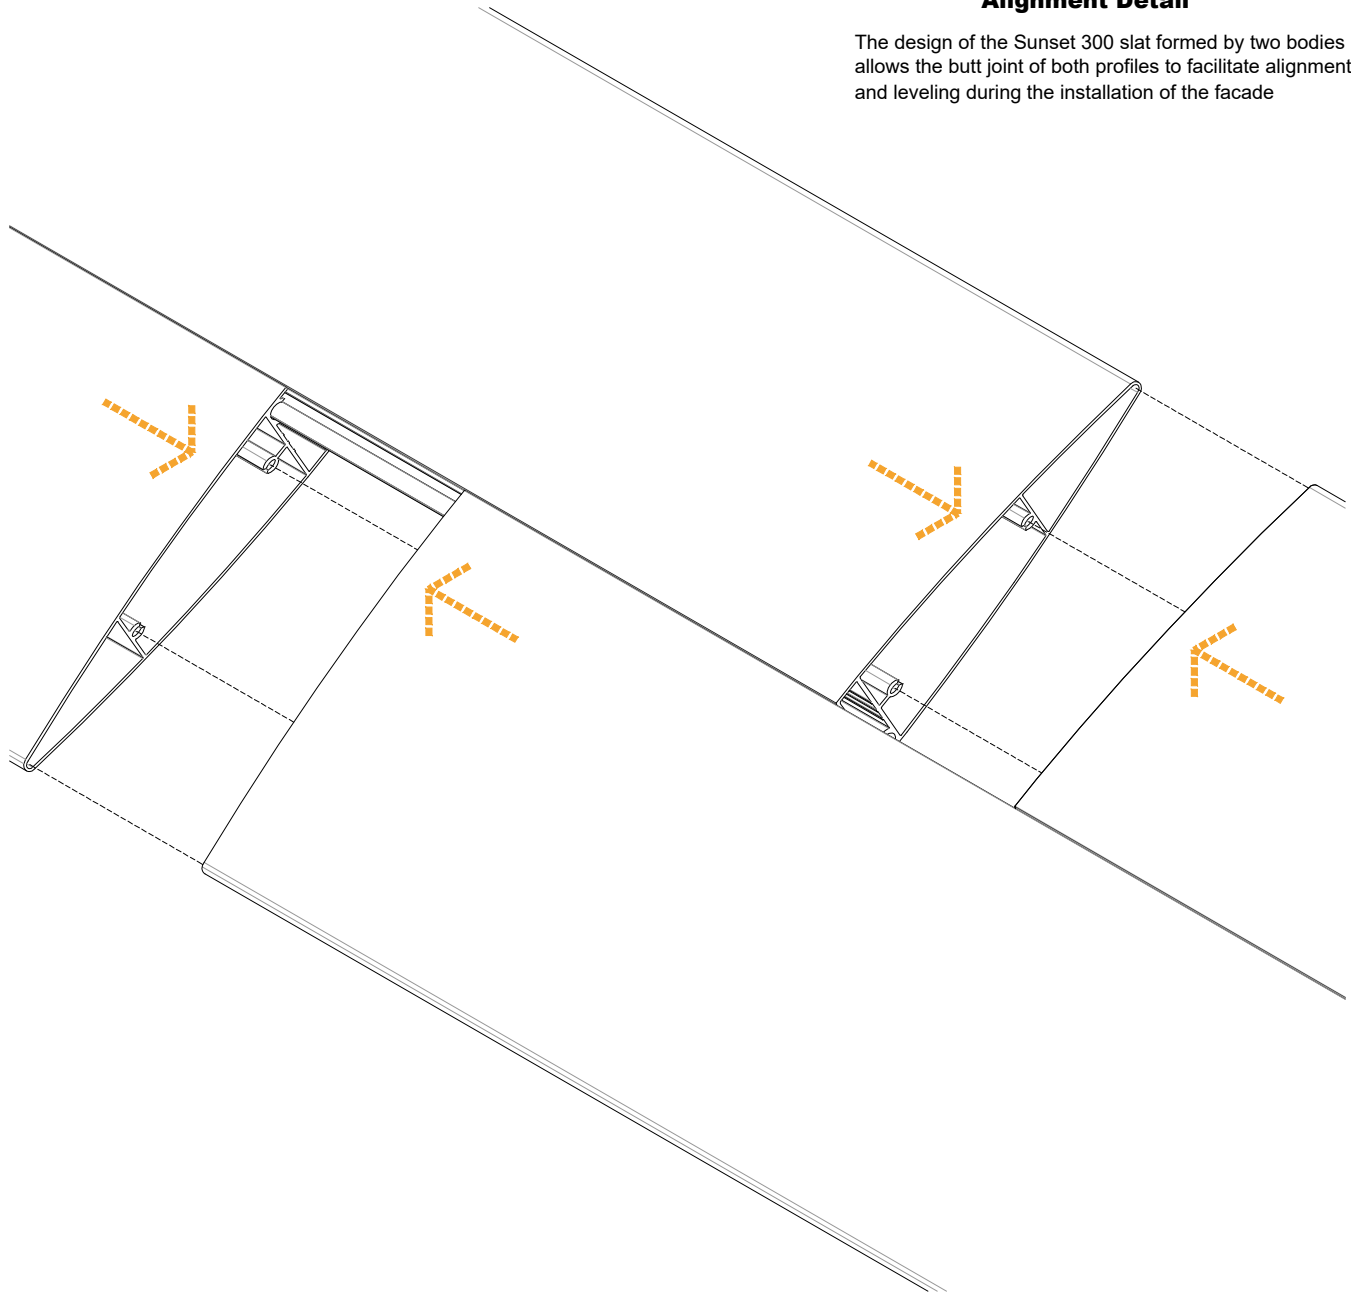 Alignment Detail
The design of the Sunset 300 slat formed by two bodies
allows the butt joint of both profiles to facilitate alignment
and leveling during the installation of the facade